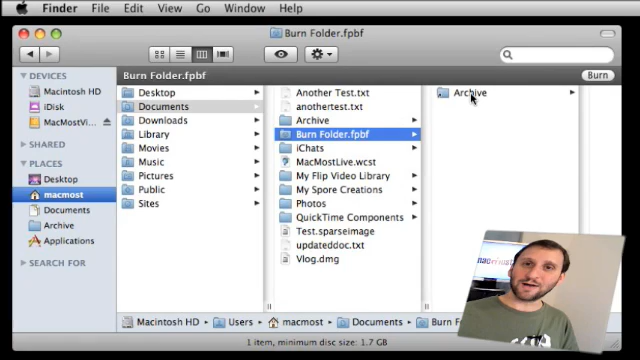 Finder File Edit View Go Window Help
Burn Folder.fpbf
Burn Folder.fpbf Burn
DEVICES
Macintosh HD
iDisk
MacMostVi...
SHARED
PLACES
Desktop
macmost
Documents
Archive
Applications
SEARCH FOR
Desktop
Documents
Downloads
Library
Movies
Music
Pictures
Public
Sites
Another Test.txt
anothertest.txt
Archive
Burn Folder.fpbf
iChats
MacMostLive.wcst
My Flip Video Library
My Spore Creations
Photos
QuickTime Components
Test.sparseimage
updateddoc.txt
Vlog.dmg
Archive
Macintosh HD Users macmost Documents Burn F
1 item, minimum disc size: 1.7 GB